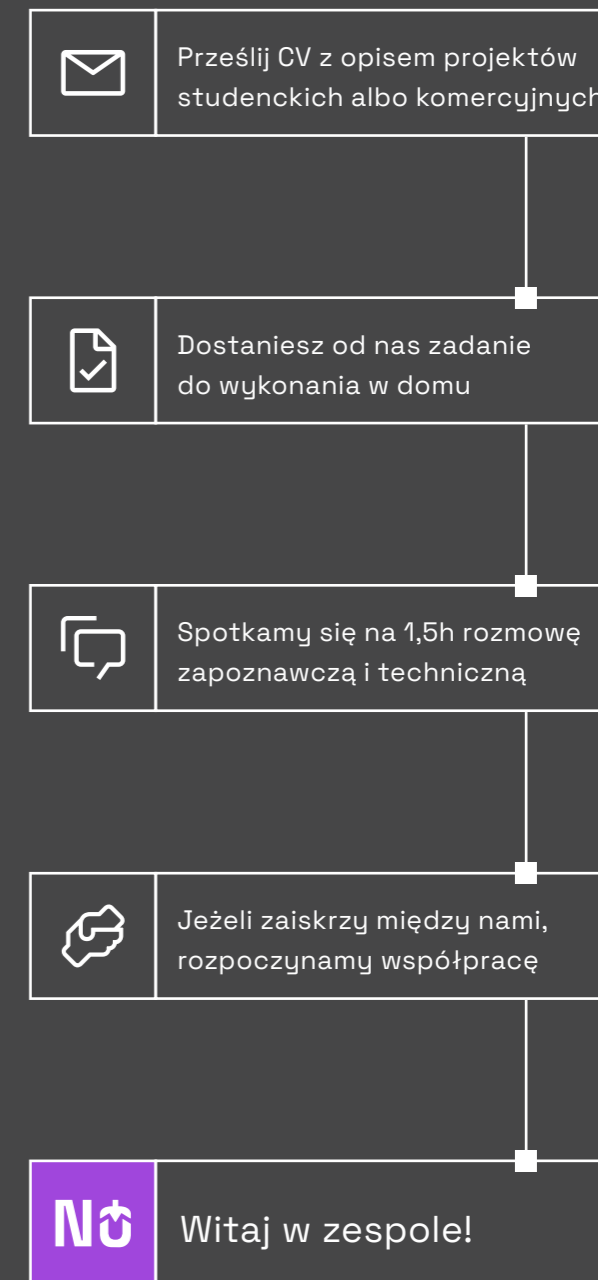 Prześlij CV z opisem projektów
studenckich albo komercyjnych
Dostaniesz od nas zadanie
do wykonania w domu
Spotkamy się na 1,5h rozmowę
zapoznawczą i techniczną
Jeżeli zaiskrzy między nami,
rozpoczynamy współpracę
Witaj w zespole!